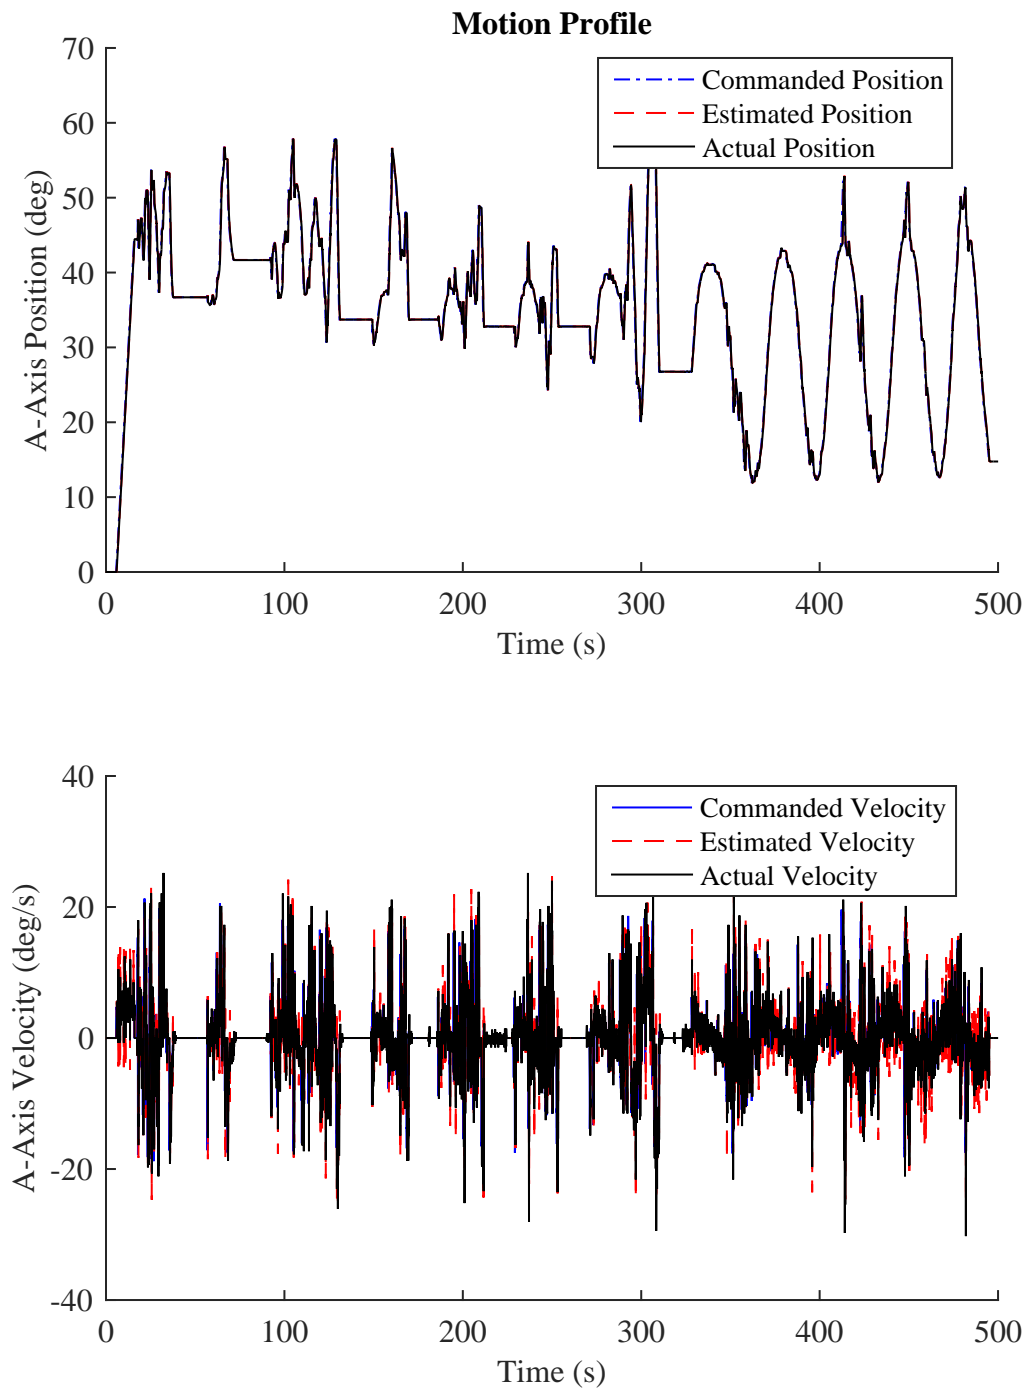 Motion Profile
70
60
50
40
30
20
10
0
A-Axis Position (deg)
Commanded Position
Estimated Position
Actual Position
0 100 200 300 400 500
Time (s)
40
20
0
-20
-40
A-Axis Velocity (deg/s)
Commanded Velocity
Estimated Velocity
Actual Velocity
0 100 200 300 400 500
Time (s)